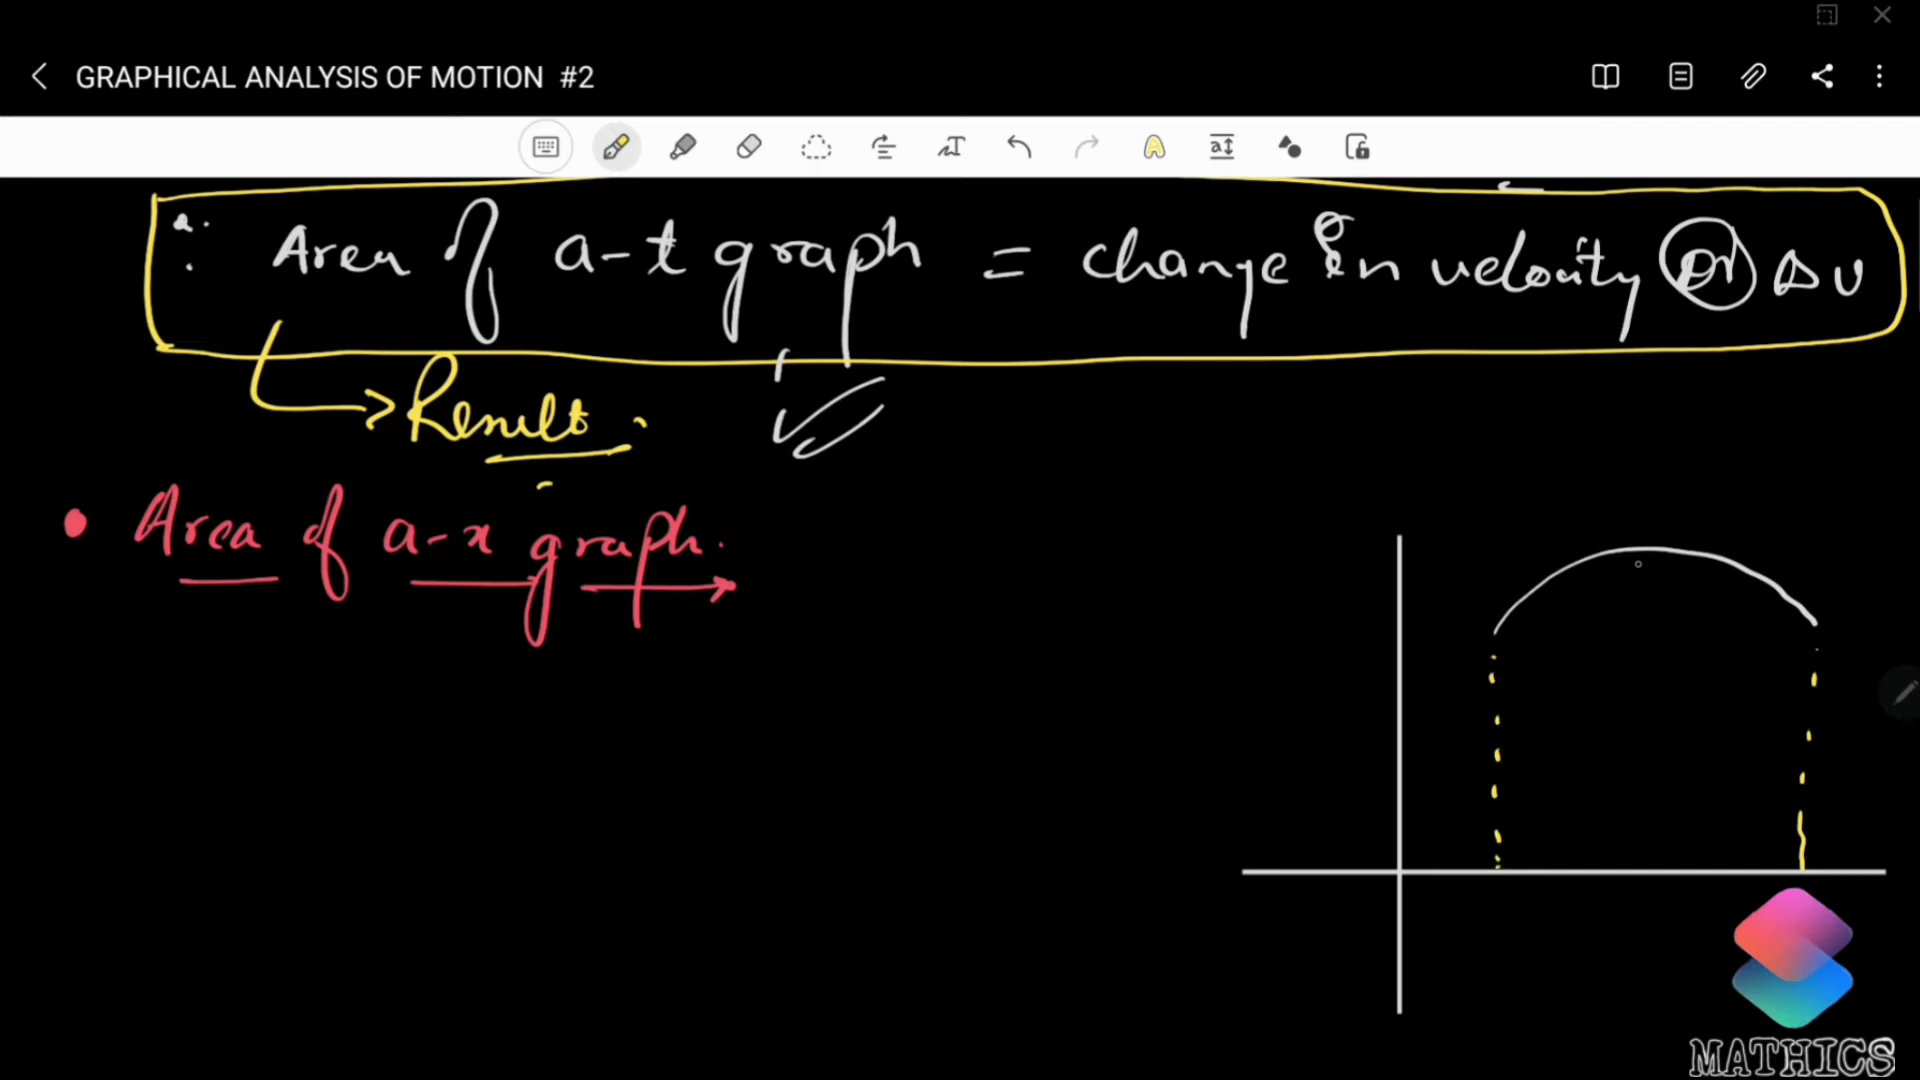 GRAPHICAL ANALYSIS OF MOTION #2
Area of a-t graph = change in velocity or Δv
Result
• Area of a-x graph.
MATHICS